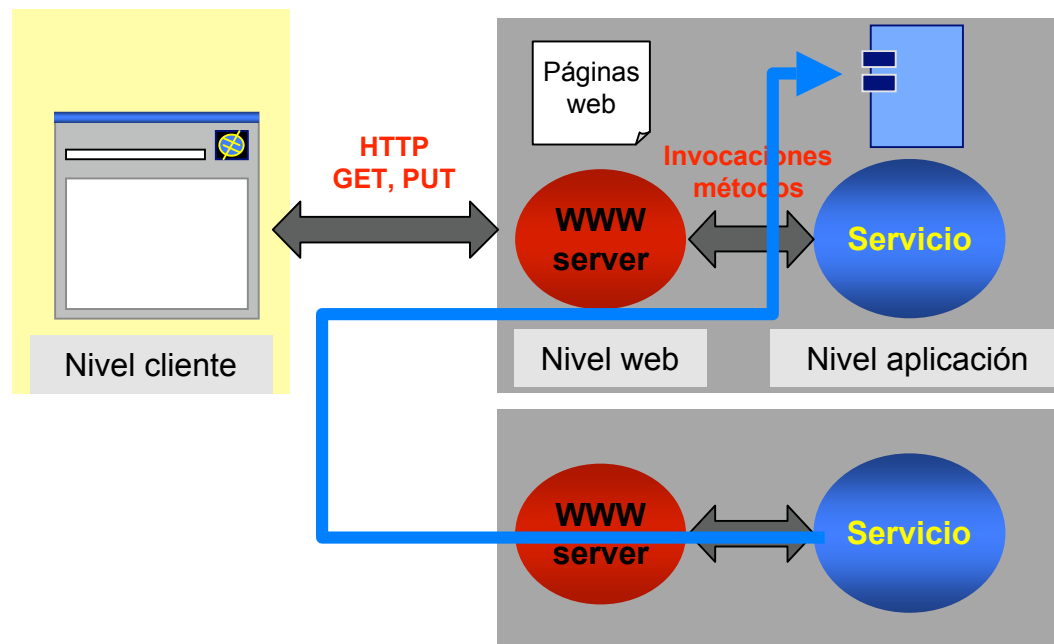 Páginas
web
HTTP
GET, PUT
Invocaciones
métodos
WWW
server
Servicio
Nivel cliente
Nivel web
Nivel aplicación
WWW
server
Servicio